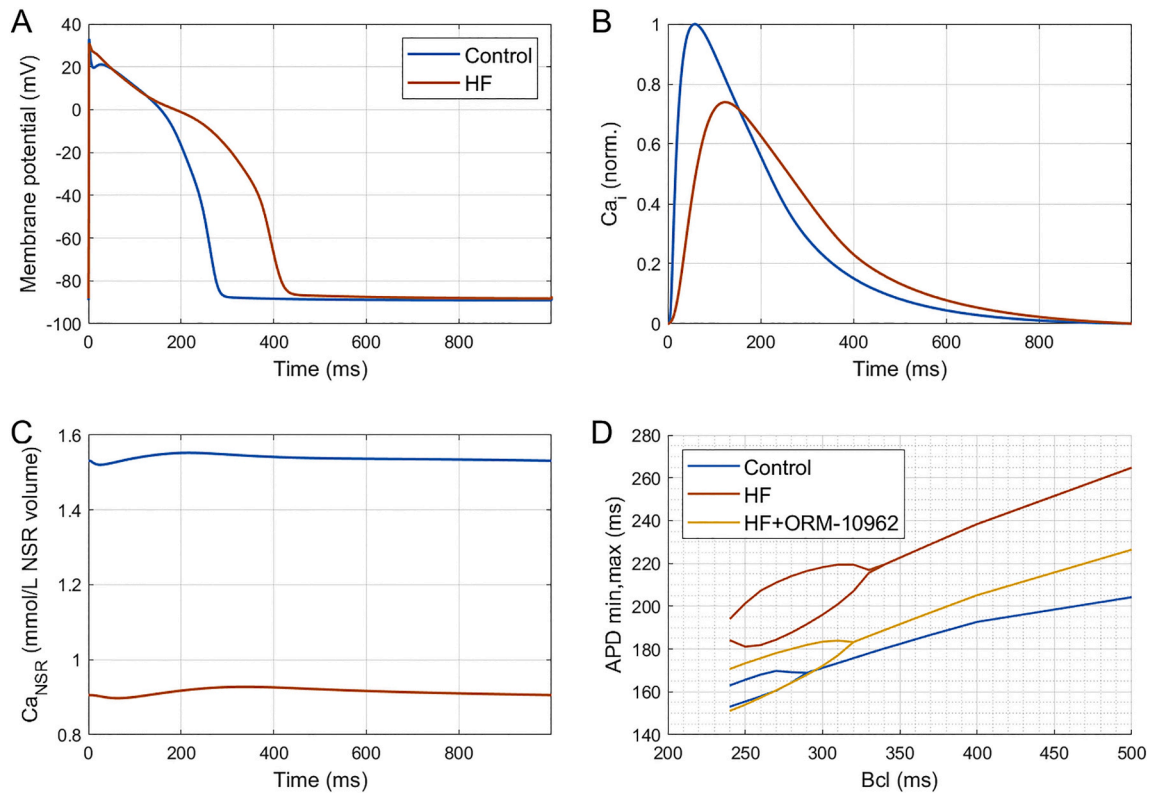 A
Membrane potential (mV)
40
20
0
-20
-40
-60
-80
-100
Control
HF
0 200 400 600 800
Time (ms)
B
Ca_i (norm.)
1
0.8
0.6
0.4
0.2
0
0 200 400 600 800
Time (ms)
C
Ca_NSR (mmol/L NSR volume)
1.6
1.4
1.2
1
0.8
0 200 400 600 800
Time (ms)
D
APD min,max (ms)
280
260
240
220
200
180
160
140
Control
HF
HF+ORM-10962
200 250 300 350 400 450 500
Bcl (ms)